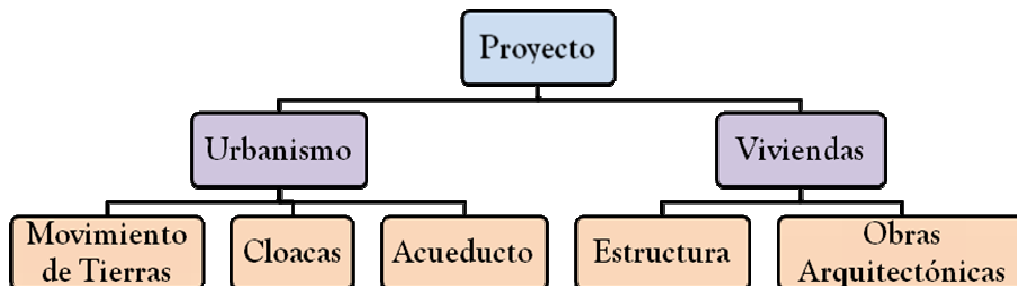 Proyecto
Urbanismo
Viviendas
Movimiento
de Tierras
Cloacas
Acueducto
Estructura
Obras
Arquitectónicas